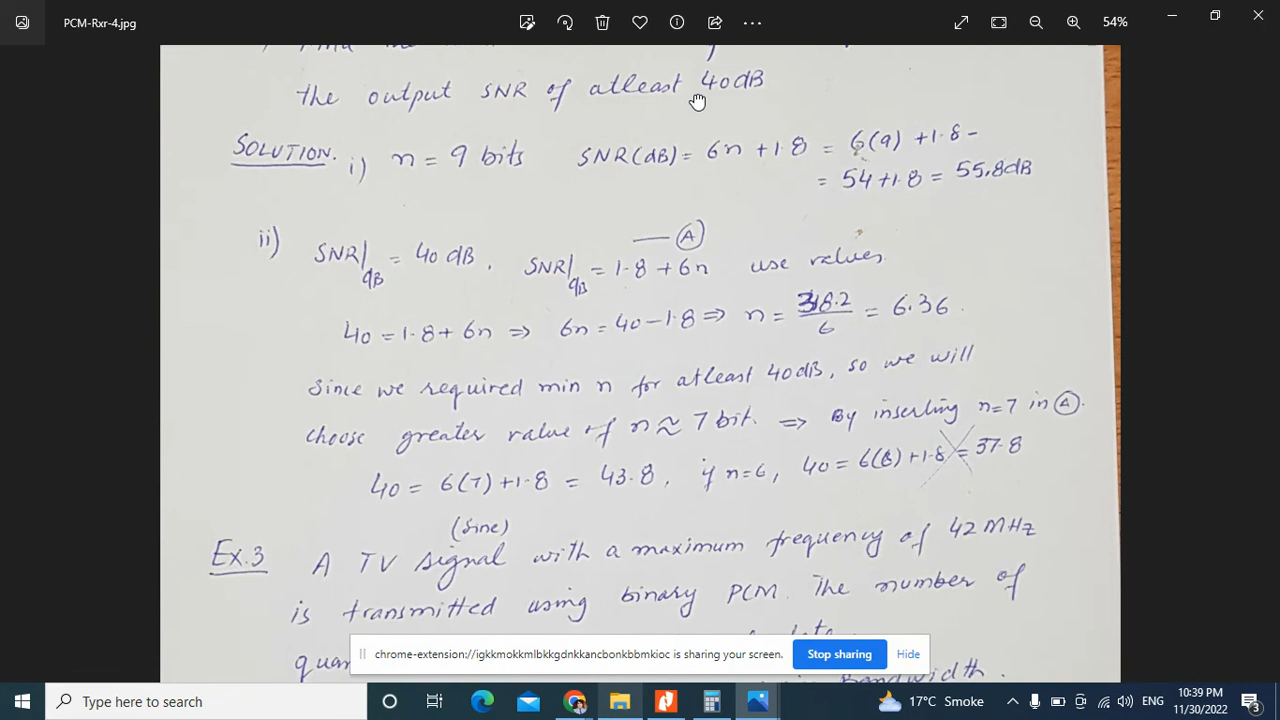 PCM-Rxr-4.jpg
54%
the output SNR of atleast 40dB
SOLUTION. i) n = 9 bits SNR(dB) = 6n + 1.8 = 6(9) + 1.8 -
= 54 + 1.8 = 55.8dB
— A
ii) SNR|dB = 40 dB, SNR|dB = 1.8 + 6n use values
40 = 1.8 + 6n ⇒ 6n = 40 - 1.8 ⇒ n = 38.2/6 = 6.36
Since we required min n for atleast 40dB, so we will
choose greater value of n ≈ 7 bit. ⇒ By inserting n=7 in A.
40 = 6(7) + 1.8 = 43.8, if n=6, 40 = 6(6) + 1.8 = 37.8
(Sine)
Ex.3 A TV signal with a maximum frequency of 42 MHz
is transmitted using binary PCM. The number of
chrome-extension://igkkmokkmlbkkgdnkkancbonkbbmkioc is sharing your screen. Stop sharing Hide
Bandwidth.
Type here to search
17°C Smoke
ENG
10:39 PM
11/30/2022
3